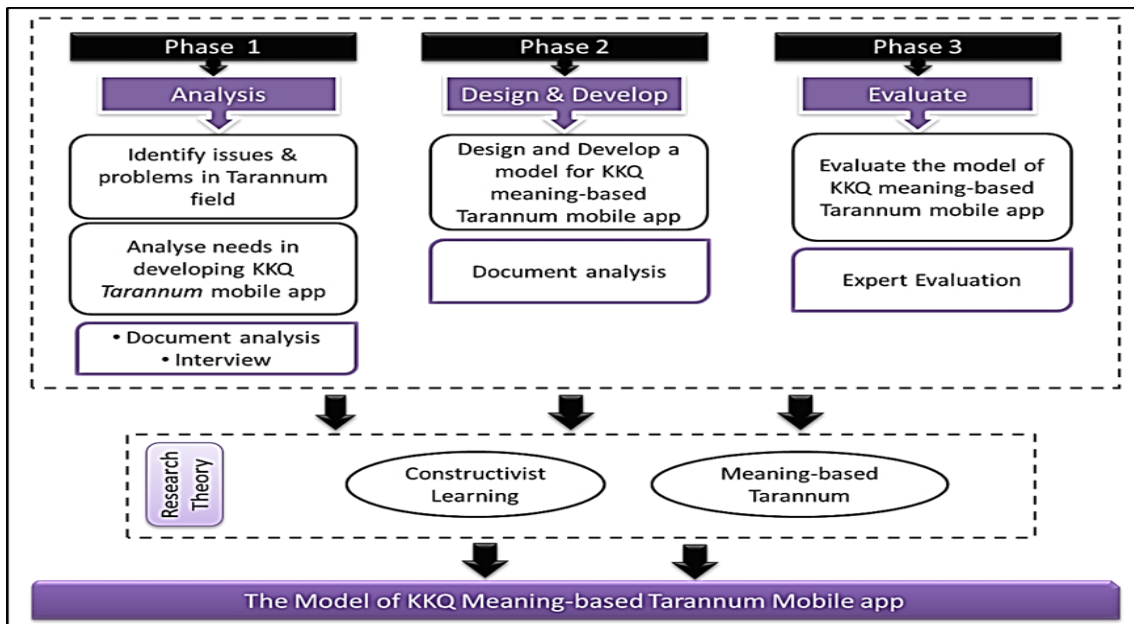 Phase 1
Analysis
Identify issues &
problems in Tarannum
field
Analyse needs in
developing KKQ
Tarannum mobile app
• Document analysis
• Interview
Phase 2
Design & Develop
Design and Develop a
model for KKQ
meaning-based
Tarannum mobile app
Document analysis
Phase 3
Evaluate
Evaluate the model of
KKQ meaning-based
Tarannum mobile app
Expert Evaluation
Research
Theory
Constructivist
Learning
Meaning-based
Tarannum
The Model of KKQ Meaning-based Tarannum Mobile app